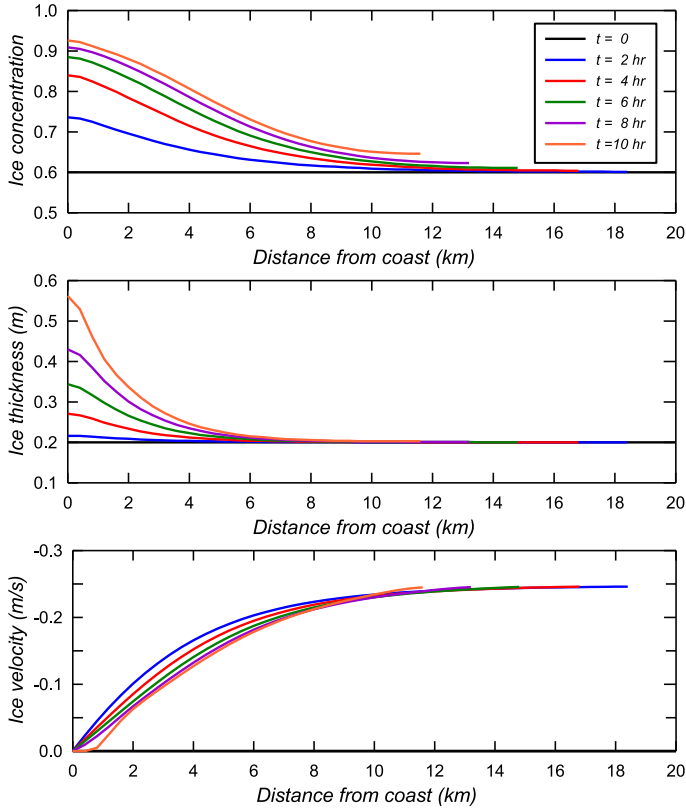 1.0
0.9
0.8
0.7
0.6
0.5
Ice concentration
t = 0
t = 2 hr
t = 4 hr
t = 6 hr
t = 8 hr
t =10 hr
0 2 4 6 8 10 12 14 16 18 20
Distance from coast (km)
0.6
0.5
0.4
0.3
0.2
0.1
Ice thickness (m)
0 2 4 6 8 10 12 14 16 18 20
Distance from coast (km)
-0.3
-0.2
-0.1
0.0
Ice velocity (m/s)
0 2 4 6 8 10 12 14 16 18 20
Distance from coast (km)